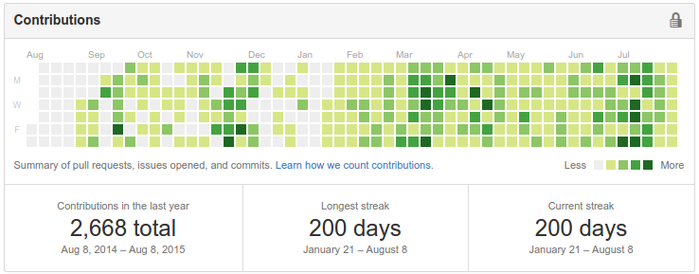 Contributions
Aug Sep Oct Nov Dec Jan Feb Mar Apr May Jun Jul
M
W
F
Summary of pull requests, issues opened, and commits. Learn how we count contributions. Less More
Contributions in the last year Longest streak Current streak
2,668 total 200 days 200 days
Aug 8, 2014 – Aug 8, 2015 January 21 – August 8 January 21 – August 8